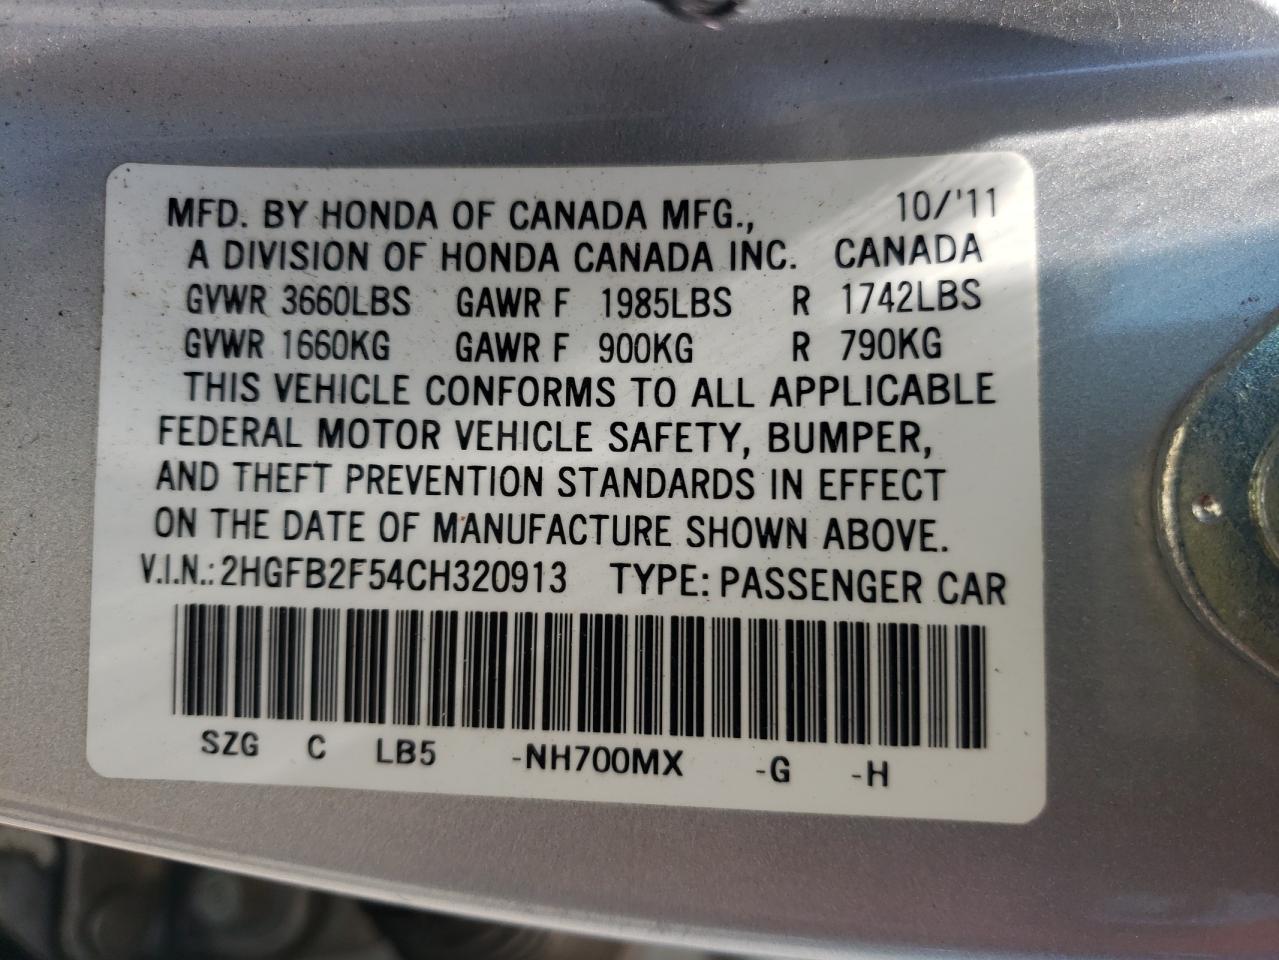 MFD. BY HONDA OF CANADA MFG., 10/'11
A DIVISION OF HONDA CANADA INC. CANADA
GVWR 3660LBS GAWR F 1985LBS R 1742LBS
GVWR 1660KG GAWR F 900KG R 790KG
THIS VEHICLE CONFORMS TO ALL APPLICABLE
FEDERAL MOTOR VEHICLE SAFETY, BUMPER,
AND THEFT PREVENTION STANDARDS IN EFFECT
ON THE DATE OF MANUFACTURE SHOWN ABOVE.
V.I.N.: 2HGFB2F54CH320913 TYPE: PASSENGER CAR
SZG C LB5 -NH700MX -G -H